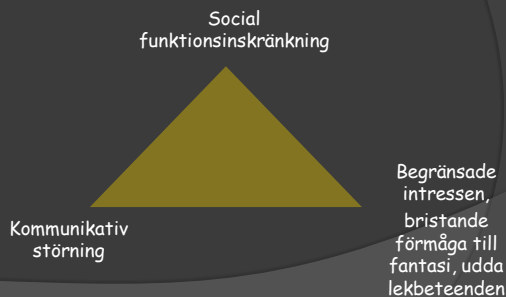 Social
funktionsinskränkning
Kommunikativ
störning
Begränsade
intressen,
bristande
förmåga till
fantasi, udda
lekbeteenden